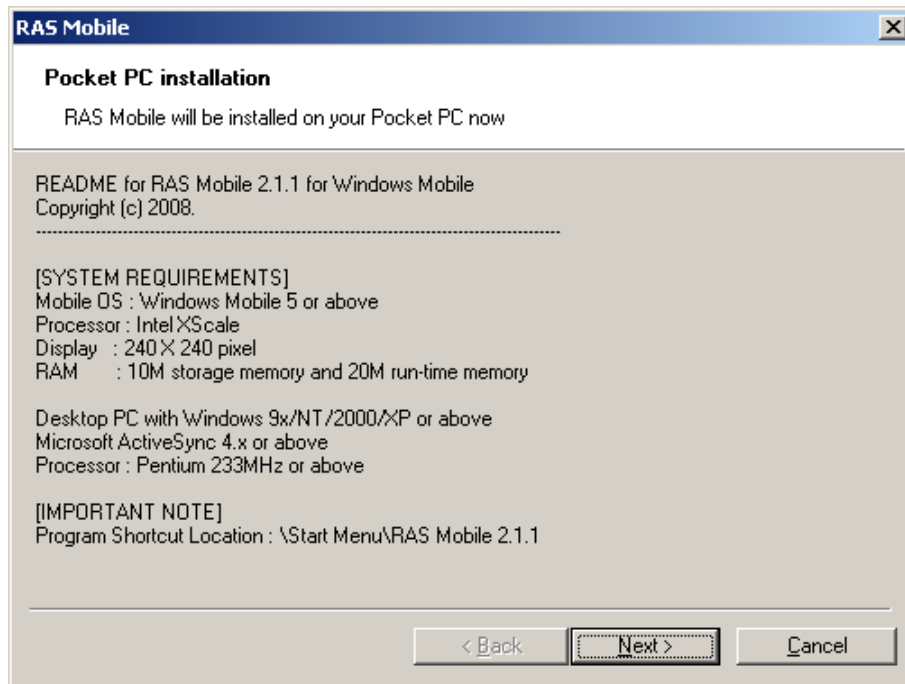 RAS Mobile
Pocket PC installation
RAS Mobile will be installed on your Pocket PC now
README for RAS Mobile 2.1.1 for Windows Mobile
Copyright (c) 2008.
----------------------------------------------------------------------------------------------------
[SYSTEM REQUIREMENTS]
Mobile OS : Windows Mobile 5 or above
Processor : Intel XScale
Display : 240 X 240 pixel
RAM : 10M storage memory and 20M run-time memory
Desktop PC with Windows 9x/NT/2000/XP or above
Microsoft ActiveSync 4.x or above
Processor : Pentium 233MHz or above
[IMPORTANT NOTE]
Program Shortcut Location : \Start Menu\RAS Mobile 2.1.1
< Back Next > Cancel